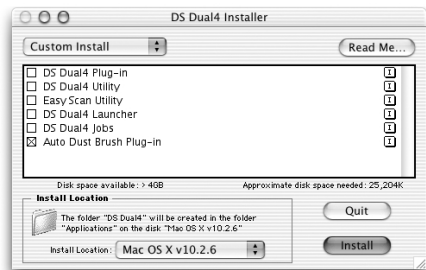 DS Dual4 Installer
Custom Install
Read Me...
DS Dual4 Plug-in
DS Dual4 Utility
Easy Scan Utility
DS Dual4 Launcher
DS Dual4 Jobs
Auto Dust Brush Plug-in
Disk space available: > 4GB
Approximate disk space needed: 25,204K
Install Location
The folder "DS Dual4" will be created in the folder
"Applications" on the disk "Mac OS X v10.2.6"
Install Location: Mac OS X v10.2.6
Quit
Install